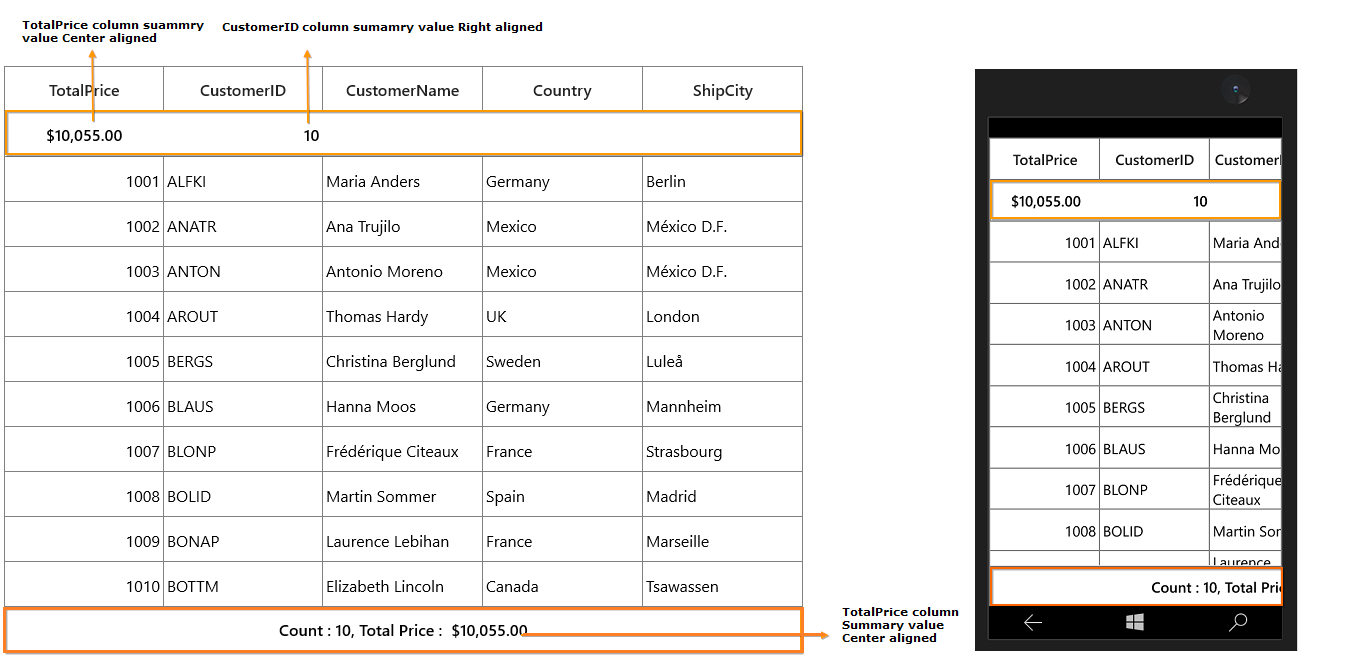 TotalPrice column suammry
value Center aligned
CustomerID column sumamry value Right aligned
TotalPrice CustomerID CustomerName Country ShipCity
$10,055.00 10
1001 ALFKI Maria Anders Germany Berlin
1002 ANATR Ana Trujilo Mexico México D.F.
1003 ANTON Antonio Moreno Mexico México D.F.
1004 AROUT Thomas Hardy UK London
1005 BERGS Christina Berglund Sweden Luleå
1006 BLAUS Hanna Moos Germany Mannheim
1007 BLONP Frédérique Citeaux France Strasbourg
1008 BOLID Martin Sommer Spain Madrid
1009 BONAP Laurence Lebihan France Marseille
1010 BOTTM Elizabeth Lincoln Canada Tsawassen
Count : 10, Total Price : $10,055.00
TotalPrice column
Summary value
Center aligned
TotalPrice CustomerID Customer
$10,055.00 10
1001 ALFKI Maria And
1002 ANATR Ana Trujilo
1003 ANTON Antonio
Moreno
1004 AROUT Thomas Ha
1005 BERGS Christina
Berglund
1006 BLAUS Hanna Mo
1007 BLONP Frédérique
Citeaux
1008 BOLID Martin Som
Laurence
Count : 10, Total Pric